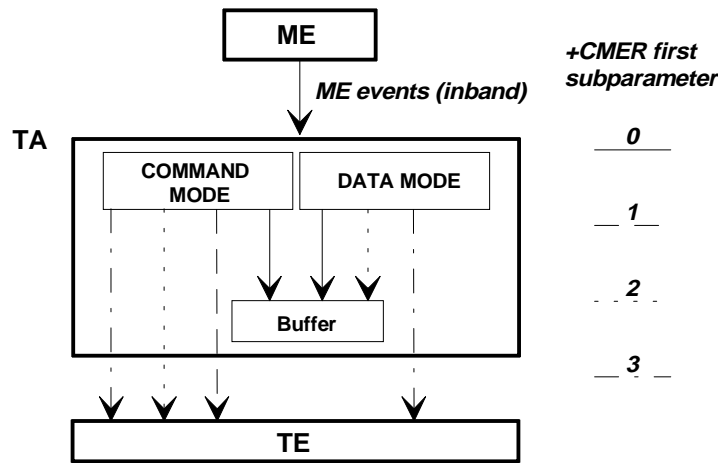 ME
+CMER first
subparameter
ME events (inband)
TA
0
COMMAND
MODE
DATA MODE
1
2
Buffer
3
TE